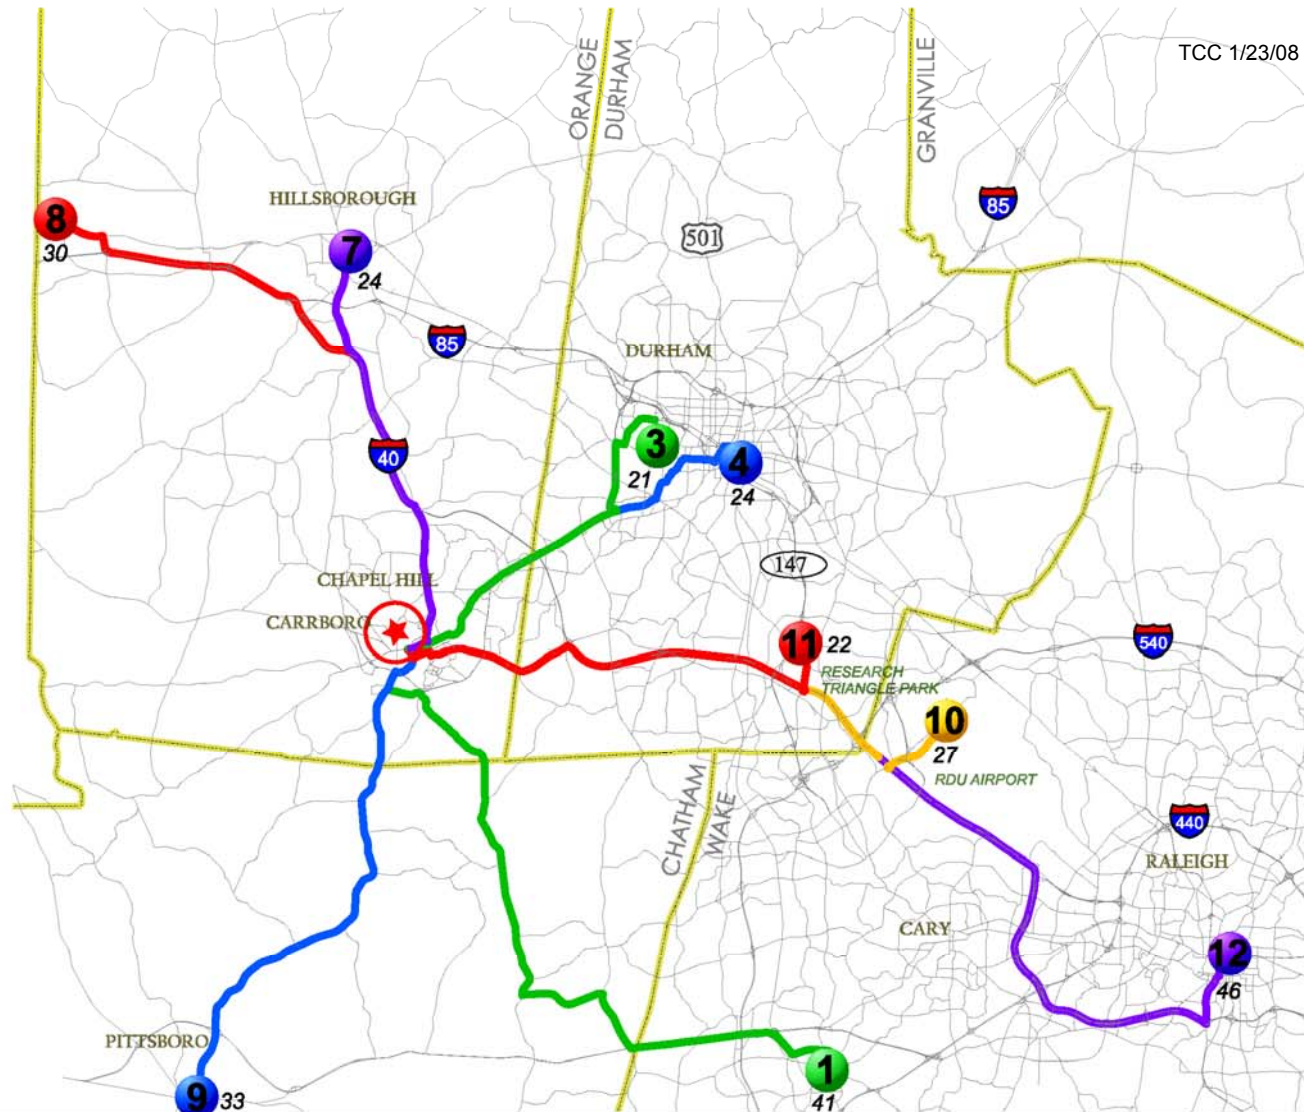 TCC 1/23/08
ORANGE
DURHAM
GRANVILLE
HILLSBOROUGH
8
30
7
24
85
501
85
DURHAM
40
3
21
4
24
147
CHAPEL HILL
CARRBORO
11
22
RESEARCH
TRIANGLE PARK
540
10
27
RDU AIRPORT
CHATHAM
WAKE
440
RALEIGH
CARY
12
46
PITTSBORO
9
33
1
41